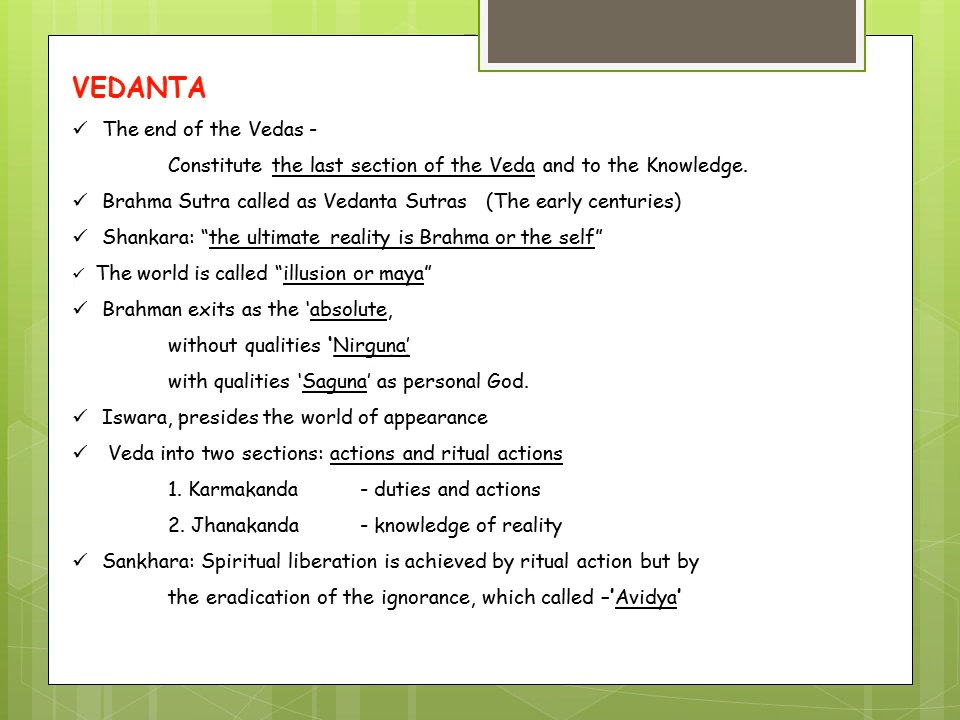 VEDANTA
✓ The end of the Vedas -
Constitute the last section of the Veda and to the Knowledge.
✓ Brahma Sutra called as Vedanta Sutras (The early centuries)
✓ Shankara: “the ultimate reality is Brahma or the self”
✓ The world is called “illusion or maya”
✓ Brahman exits as the ‘absolute,
without qualities ‘Nirguna’
with qualities ‘Saguna’ as personal God.
✓ Iswara, presides the world of appearance
✓ Veda into two sections: actions and ritual actions
1. Karmakanda - duties and actions
2. Jhanakanda - knowledge of reality
✓ Sankhara: Spiritual liberation is achieved by ritual action but by
the eradication of the ignorance, which called –’Avidya’